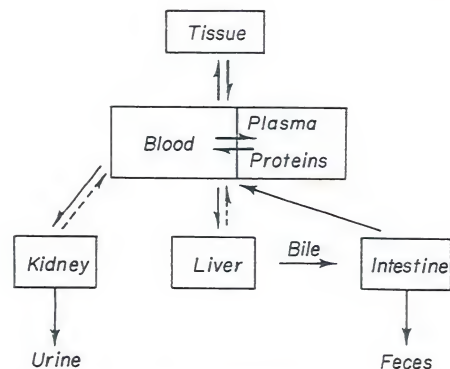 Tissue
Plasma
Blood
Proteins
Kidney
Liver
Bile
Intestine
Urine
Feces